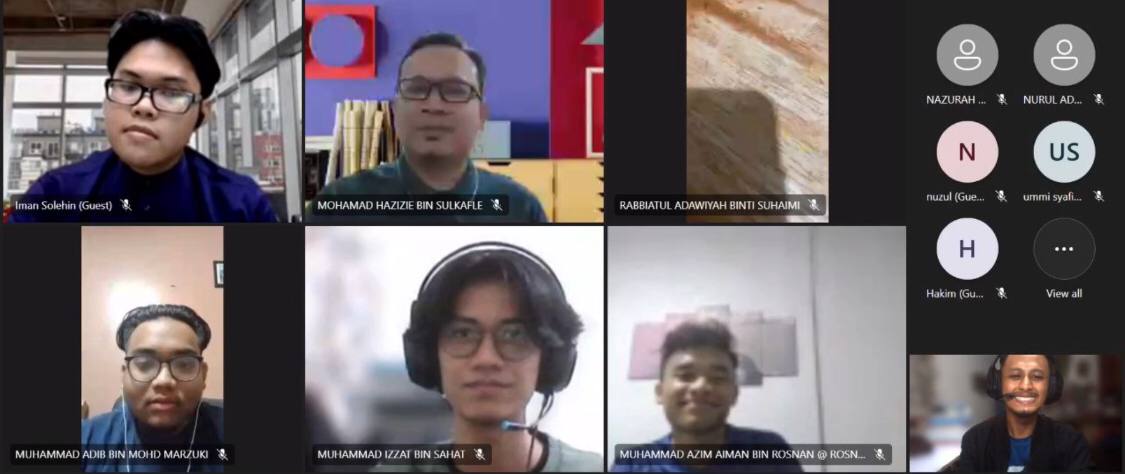 Iman Solehin (Guest)
MOHAMAD HAZIZIE BIN SULKAFLE
RABBIATUL ADAWIYAH BINTI SUHAIMI
NAZURAH ...
NURUL AD...
N
US
nuzul (Gue...
ummi syafi...
H
Hakim (Gu...
View all
MUHAMMAD ADIB BIN MOHD MARZUKI
MUHAMMAD IZZAT BIN SAHAT
MUHAMMAD AZIM AIMAN BIN ROSNAN @ ROSN...